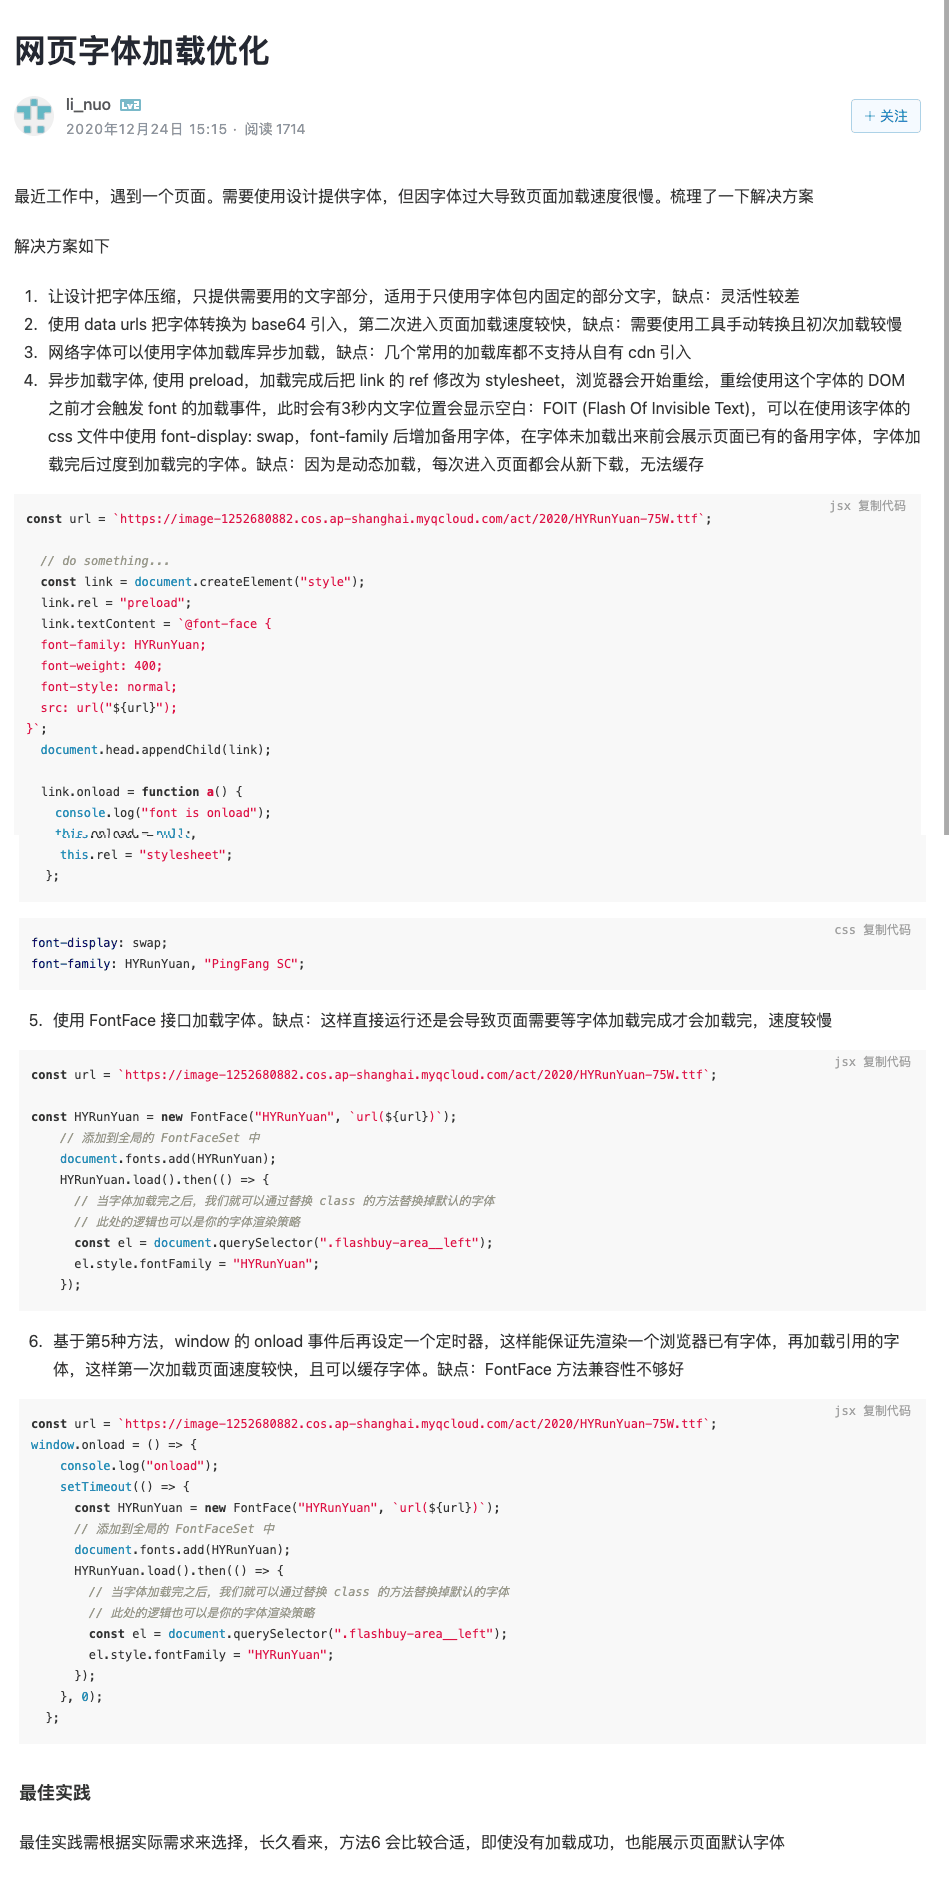 网页字体加载优化
li_nuo Lv2
2020年12月24日 15:15 · 阅读 1714
+ 关注
最近工作中，遇到一个页面。需要使用设计提供字体，但因字体过大导致页面加载速度很慢。梳理了一下解决方案
解决方案如下
1. 让设计把字体压缩，只提供需要用的文字部分，适用于只使用字体包内固定的部分文字，缺点：灵活性较差
2. 使用 data urls 把字体转换为 base64 引入，第二次进入页面加载速度较快，缺点：需要使用工具手动转换且初次加载较慢
3. 网络字体可以使用字体加载库异步加载，缺点：几个常用的加载库都不支持从自有 cdn 引入
4. 异步加载字体, 使用 preload，加载完成后把 link 的 ref 修改为 stylesheet，浏览器会开始重绘，重绘使用这个字体的 DOM
之前才会触发 font 的加载事件，此时会有3秒内文字位置会显示空白：FOIT (Flash Of Invisible Text)，可以在使用该字体的
css 文件中使用 font-display: swap，font-family 后增加备用字体，在字体未加载出来前会展示页面已有的备用字体，字体加
载完后过度到加载完的字体。缺点：因为是动态加载，每次进入页面都会从新下载，无法缓存
jsx 复制代码
const url = `https://image-1252680882.cos.ap-shanghai.myqcloud.com/act/2020/HYRunYuan-75W.ttf`;
// do something...
const link = document.createElement("style");
link.rel = "preload";
link.textContent = `@font-face {
font-family: HYRunYuan;
font-weight: 400;
font-style: normal;
src: url("${url}");
}`;
document.head.appendChild(link);
link.onload = function a() {
console.log("font is onload");
this.onload = null;
this.rel = "stylesheet";
};
css 复制代码
font-display: swap;
font-family: HYRunYuan, "PingFang SC";
5. 使用 FontFace 接口加载字体。缺点：这样直接运行还是会导致页面需要等字体加载完成才会加载完，速度较慢
jsx 复制代码
const url = `https://image-1252680882.cos.ap-shanghai.myqcloud.com/act/2020/HYRunYuan-75W.ttf`;
const HYRunYuan = new FontFace("HYRunYuan", `url(${url})`);
// 添加到全局的 FontFaceSet 中
document.fonts.add(HYRunYuan);
HYRunYuan.load().then(() => {
// 当字体加载完之后，我们就可以通过替换 class 的方法替换掉默认的字体
// 此处的逻辑也可以是你的字体渲染策略
const el = document.querySelector(".flashbuy-area__left");
el.style.fontFamily = "HYRunYuan";
});
6. 基于第5种方法，window 的 onload 事件后再设定一个定时器，这样能保证先渲染一个浏览器已有字体，再加载引用的字
体，这样第一次加载页面速度较快，且可以缓存字体。缺点：FontFace 方法兼容性不够好
jsx 复制代码
const url = `https://image-1252680882.cos.ap-shanghai.myqcloud.com/act/2020/HYRunYuan-75W.ttf`;
window.onload = () => {
console.log("onload");
setTimeout(() => {
const HYRunYuan = new FontFace("HYRunYuan", `url(${url})`);
// 添加到全局的 FontFaceSet 中
document.fonts.add(HYRunYuan);
HYRunYuan.load().then(() => {
// 当字体加载完之后，我们就可以通过替换 class 的方法替换掉默认的字体
// 此处的逻辑也可以是你的字体渲染策略
const el = document.querySelector(".flashbuy-area__left");
el.style.fontFamily = "HYRunYuan";
});
}, 0);
};
最佳实践
最佳实践需根据实际需求来选择，长久看来，方法6 会比较合适，即使没有加载成功，也能展示页面默认字体